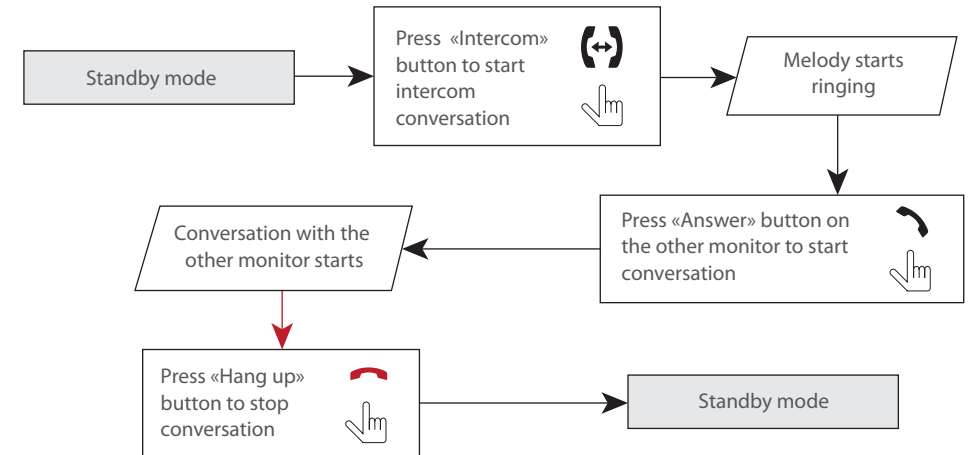 Standby mode
Press «Intercom»
button to start
intercom
conversation
Melody starts
ringing
Press «Answer» button on
the other monitor to start
conversation
Conversation with the
other monitor starts
Press «Hang up»
button to stop
conversation
Standby mode